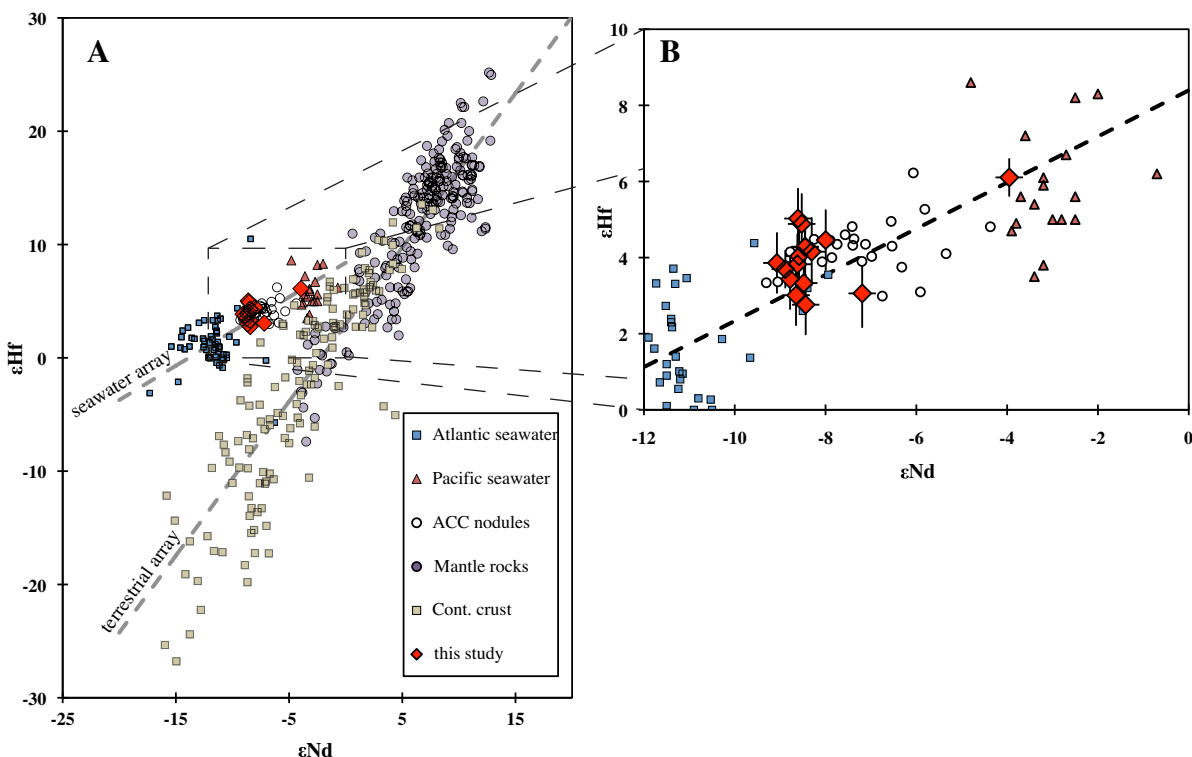 A
30
20
10
0
-10
-20
-30
εHf
-25
-15
-5
5
15
εNd
seawater array
terrestrial array
Atlantic seawater
Pacific seawater
ACC nodules
Mantle rocks
Cont. crust
this study
B
10
8
6
4
2
0
εHf
-12
-10
-8
-6
-4
-2
0
εNd